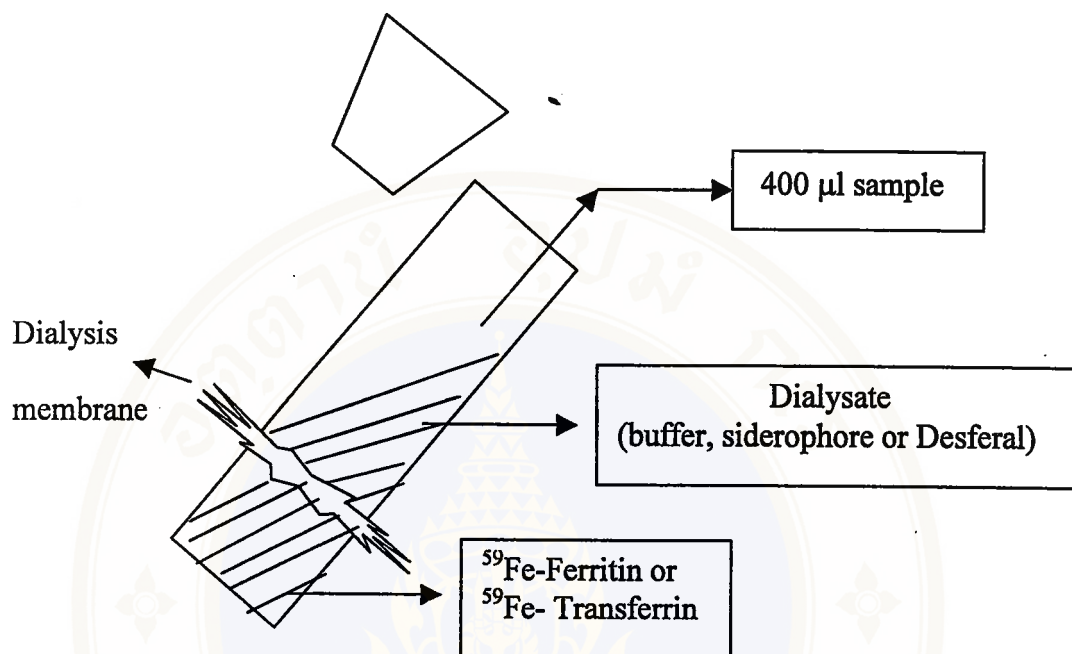 400 µl sample
Dialysis
membrane
Dialysate
(buffer, siderophore or Desferal)
⁵⁹Fe-Ferritin or
⁵⁹Fe- Transferrin